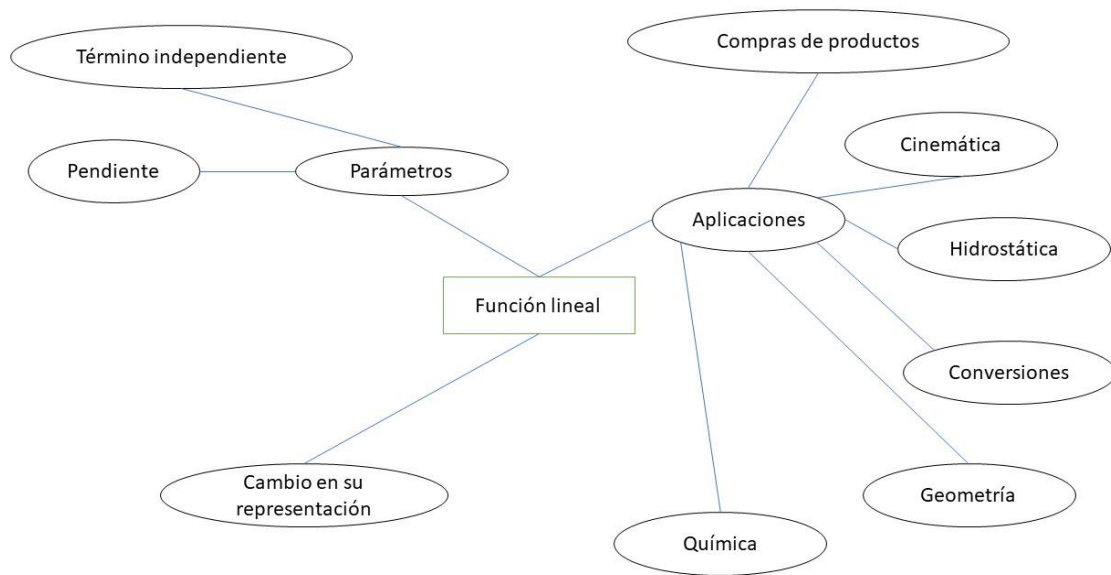 Término independiente
Compras de productos
Cinemática
Pendiente
Parámetros
Aplicaciones
Hidrostática
Función lineal
Conversiones
Cambio en su
representación
Geometría
Química